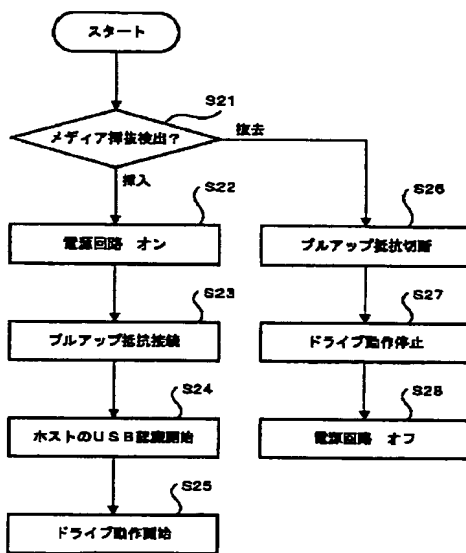 スタート
S21
メディア挿抜検出?
抜去
挿入
S22
電源回路 オン
S23
プルアップ抵抗接続
S24
ホストのUSB認識開始
S25
ドライブ動作開始
S26
プルアップ抵抗切断
S27
ドライブ動作停止
S28
電源回路 オフ